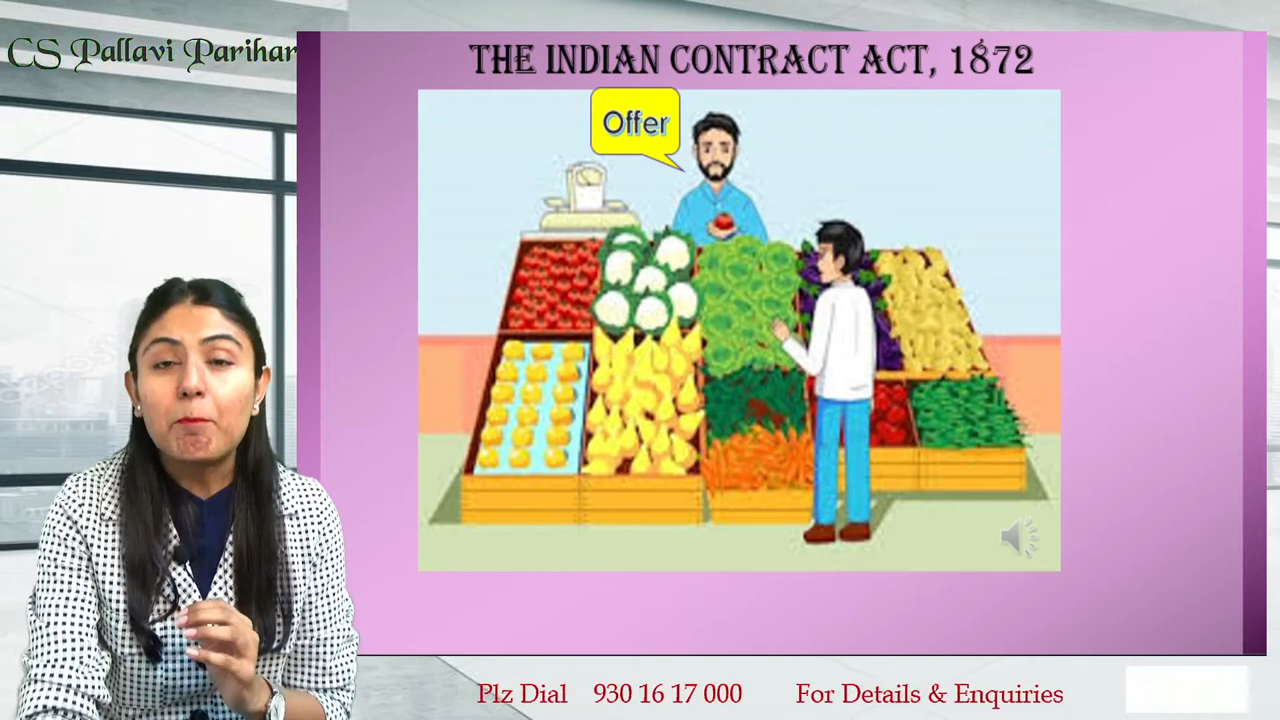 CS Pallavi Parihar
THE INDIAN CONTRACT ACT, 1872
Offer
Plz Dial 930 16 17 000 For Details & Enquiries